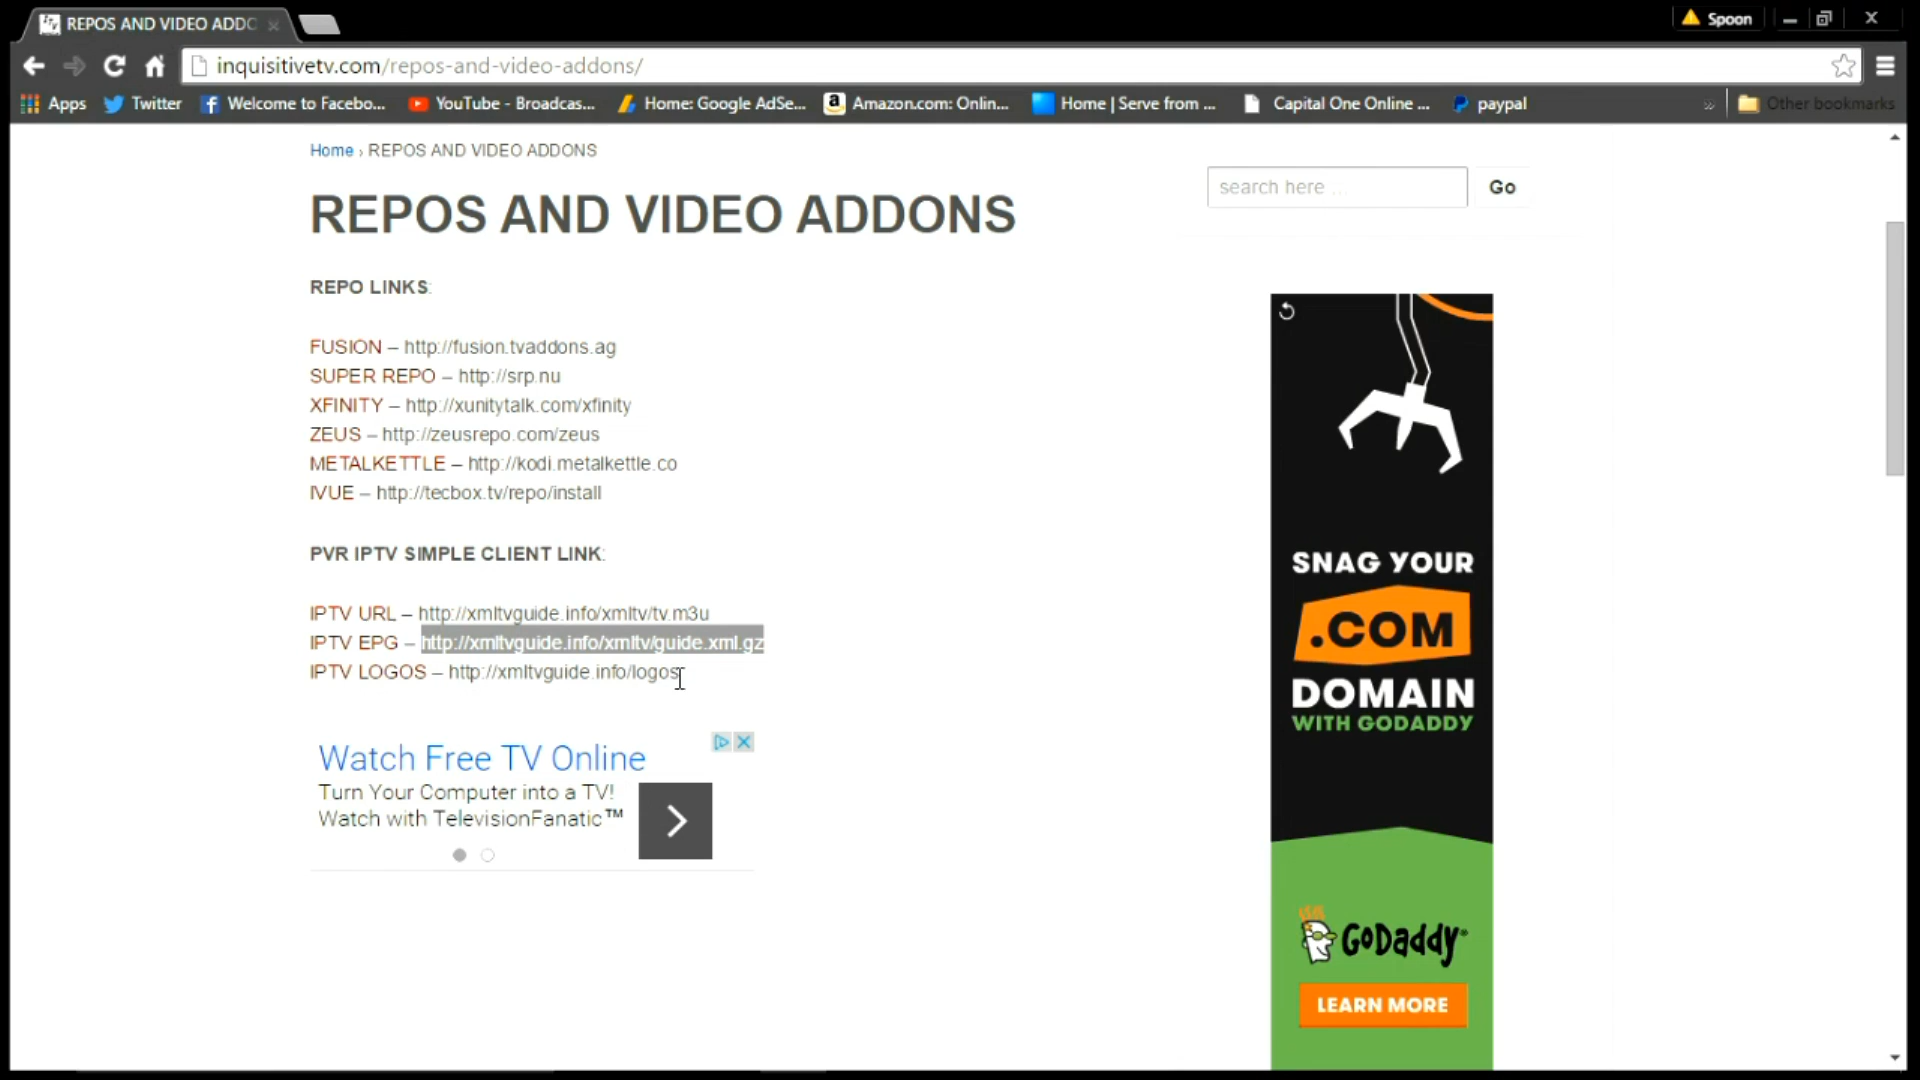 REPOS AND VIDEO ADDO
Spoon
inquisitivetv.com/repos-and-video-addons/
Apps
Twitter
Welcome to Facebo...
YouTube - Broadcas...
Home: Google AdSe...
Amazon.com: Onlin...
Home | Serve from ...
Capital One Online ...
paypal
»
Other bookmarks
Home › REPOS AND VIDEO ADDONS
search here ...
Go
REPOS AND VIDEO ADDONS
REPO LINKS:
FUSION – http://fusion.tvaddons.ag
SUPER REPO – http://srp.nu
XFINITY – http://xunitytalk.com/xfinity
ZEUS – http://zeusrepo.com/zeus
METALKETTLE – http://kodi.metalkettle.co
IVUE – http://tecbox.tv/repo/install
PVR IPTV SIMPLE CLIENT LINK:
IPTV URL – http://xmltvguide.info/xmltv/tv.m3u
IPTV EPG – http://xmltvguide.info/xmltv/guide.xml.gz
IPTV LOGOS – http://xmltvguide.info/logos
Watch Free TV Online
Turn Your Computer into a TV!
Watch with TelevisionFanatic™
SNAG YOUR
.COM
DOMAIN
WITH GODADDY
GoDaddy®
LEARN MORE